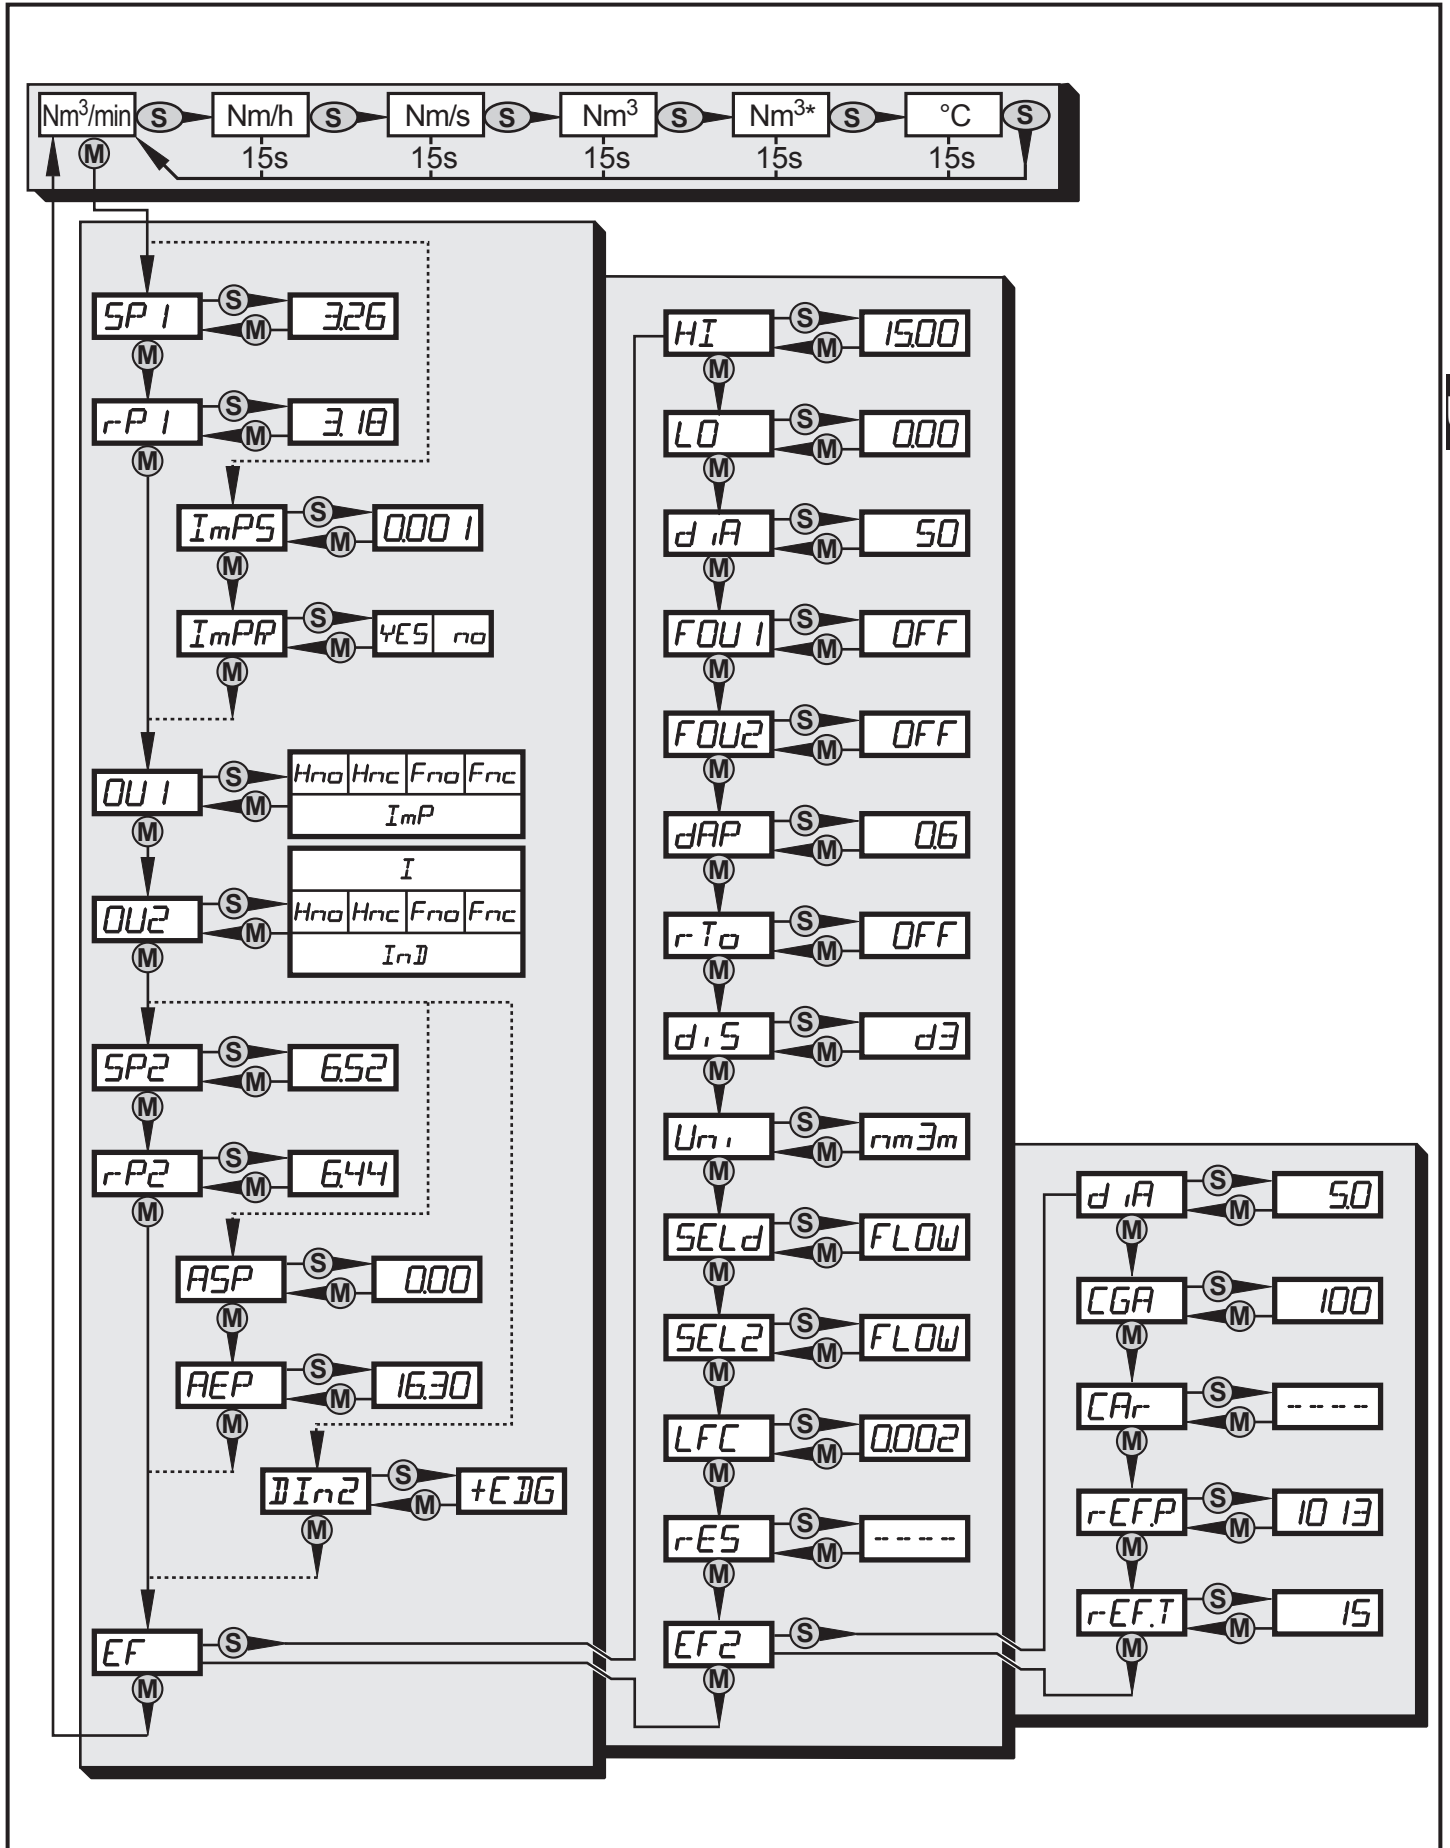 Nm³/min S Nm/h S Nm/s S Nm³ S Nm³* S °C S
M 15s 15s 15s 15s 15s
SP1 S 3.26
M
M
rP1 S 3.18
M
M
ImPS S 0.001
M
M
ImPR S YES no
M
M
OU1 S Hno Hnc Fno Fnc
M ImP
M
I
OU2 S Hno Hnc Fno Fnc
M InD
M
SP2 S 6.52
M
M
rP2 S 6.44
M
M
ASP S 0.00
M
M
AEP S 16.30
M
M
DIn2 S +EDG
M
M
EF S
M
HI S 15.00
M
M
LO S 0.00
M
M
diA S 50
M
M
FOU1 S OFF
M
M
FOU2 S OFF
M
M
dAP S 0.6
M
M
rTo S OFF
M
M
diS S d3
M
M
Uni S nm3m
M
M
SELd S FLOW
M
M
SEL2 S FLOW
M
M
LFC S 0.002
M
M
rES S ----
M
M
EF2 S
M
diA S 5.0
M
M
CGA S 100
M
M
CAr S ----
M
M
rEF.P S 1013
M
M
rEF.T S 15
M
M